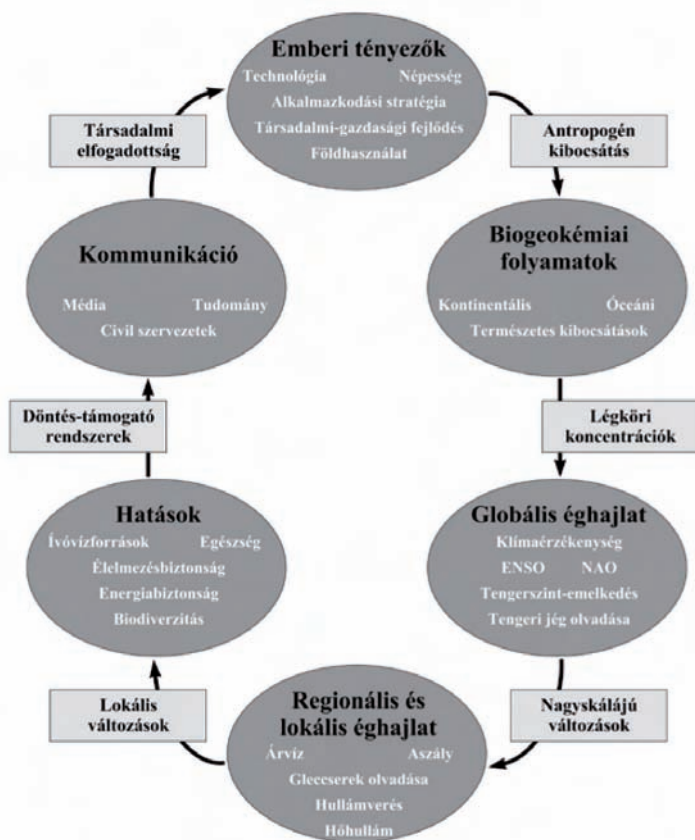 Emberi tényezők
Technológia Népesség
Alkalmazkodási stratégia
Társadalmi-gazdasági fejlődés
Földhasználat
Antropogén
kibocsátás
Biogeokémiai
folyamatok
Kontinentális Óceáni
Természetes kibocsátások
Légköri
koncentrációk
Globális éghajlat
Klímaérzékenység
ENSO NAO
Tengerszint-emelkedés
Tengeri jég olvadása
Nagyskálájú
változások
Regionális és
lokális éghajlat
Árvíz Aszály
Gleccserek olvadása
Hullámverés
Hőhullám
Lokális
változások
Hatások
Ívóvízforrások Egészség
Élelmezésbiztonság
Energiabiztonság
Biodiverzitás
Döntés-támogató
rendszerek
Kommunikáció
Média Tudomány
Civil szervezetek
Társadalmi
elfogadottság